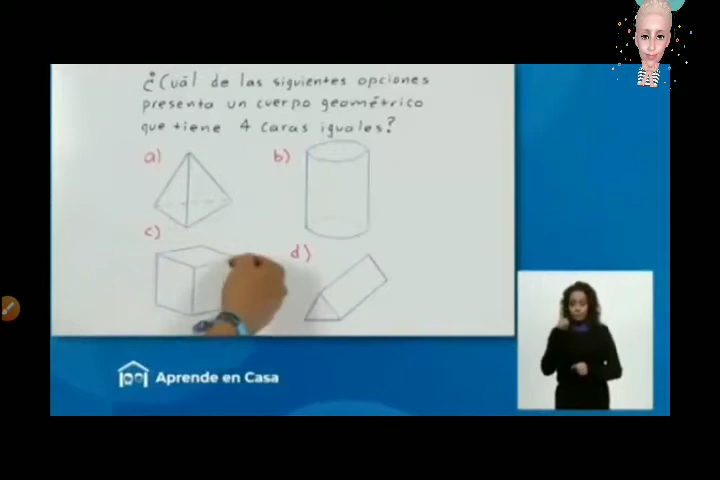 ¿Cuál de las siguientes opciones
presenta un cuerpo geométrico
que tiene 4 caras iguales?
a)
b)
c)
d)
Aprende en Casa